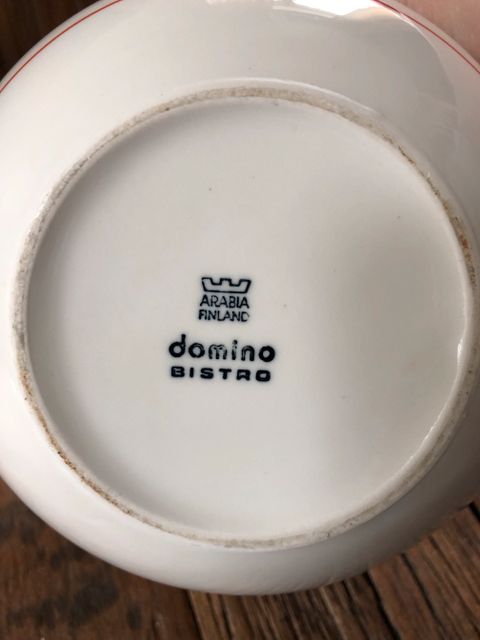 ARABIA
FINLAND
domino
BISTRO